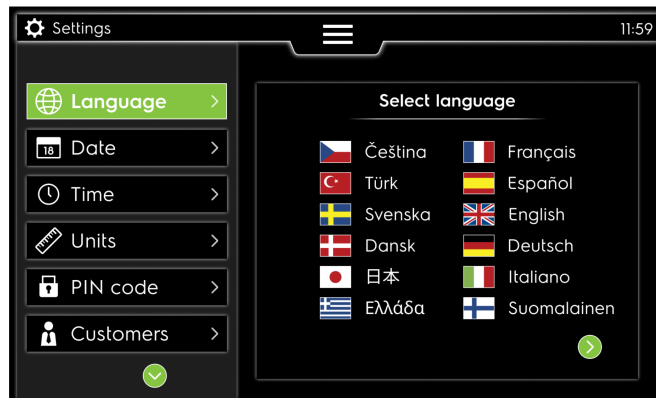 Settings
11:59
Language
18 Date
Time
Units
PIN code
Customers
Select language
Čeština
Français
Türk
Español
Svenska
English
Dansk
Deutsch
日本
Italiano
Ελλάδα
Suomalainen